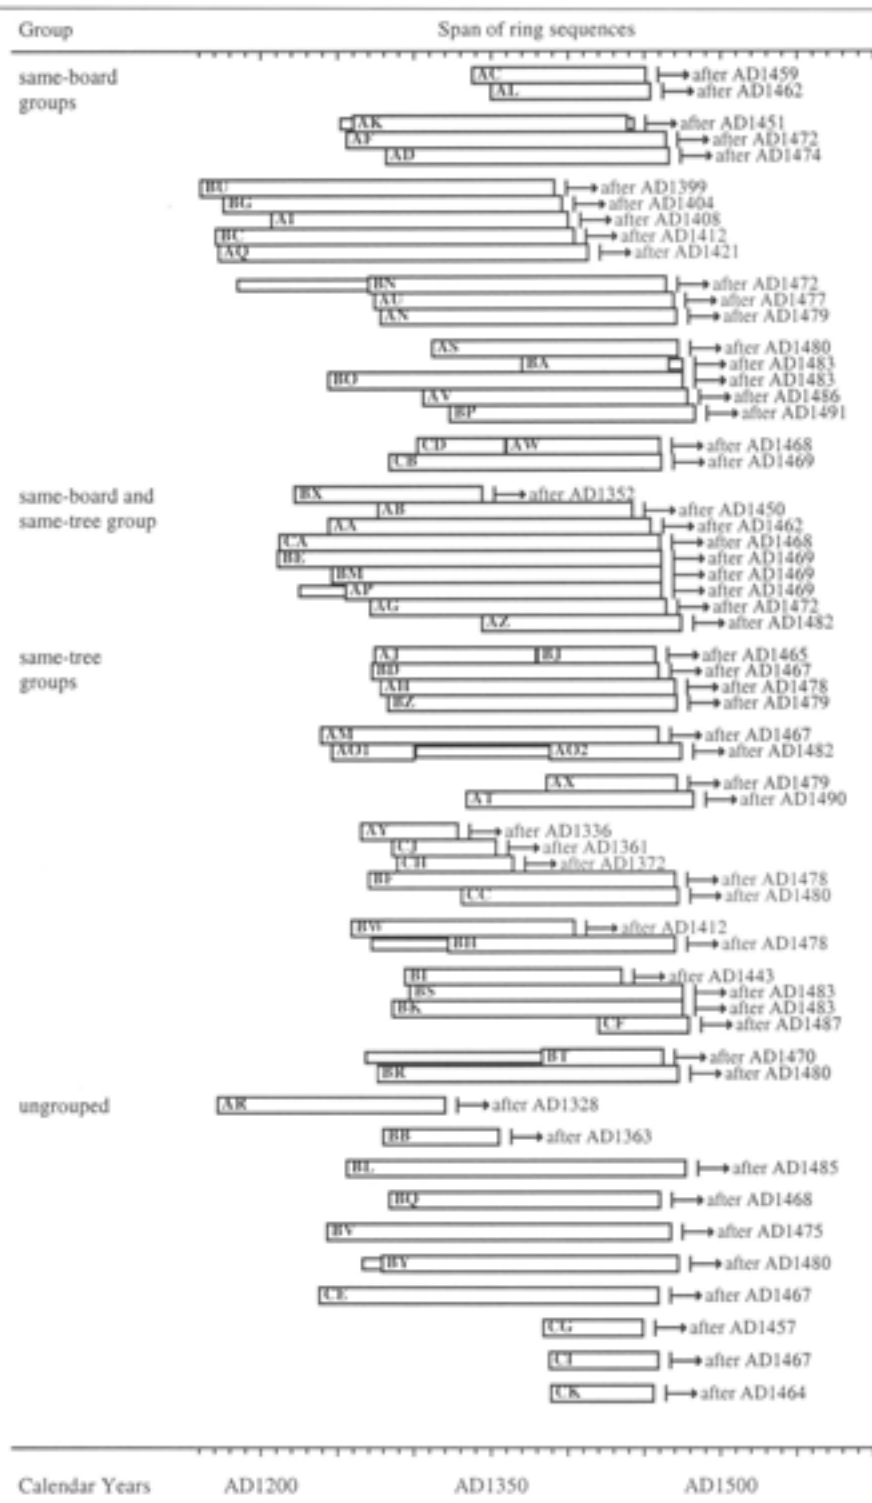 Group Span of ring sequences
same-board groups
AC after AD1459
AL after AD1462
AK after AD1451
AF after AD1472
AD after AD1474
BU after AD1399
BG after AD1404
AI after AD1408
BC after AD1412
AQ after AD1421
BN after AD1472
AU after AD1477
AN after AD1479
AS after AD1480
BA after AD1483
BO after AD1483
AV after AD1486
BP after AD1491
CD AW after AD1468
CB after AD1469
same-board and same-tree group
BX after AD1352
AB after AD1450
AA after AD1462
CA after AD1468
BE after AD1469
BM after AD1469
AP after AD1469
AG after AD1472
AZ after AD1482
same-tree groups
AJ BJ after AD1465
BD after AD1467
AH after AD1478
BZ after AD1479
AM after AD1467
AO1 AO2 after AD1482
AX after AD1479
AT after AD1490
AY after AD1336
CJ after AD1361
CH after AD1372
BF after AD1478
CC after AD1480
BW after AD1412
BH after AD1478
BI after AD1443
BS after AD1483
BK after AD1483
CF after AD1487
BT after AD1470
BR after AD1480
ungrouped
AR after AD1328
BB after AD1363
BL after AD1485
BQ after AD1468
BV after AD1475
BY after AD1480
CE after AD1467
CG after AD1457
CI after AD1467
CK after AD1464
Calendar Years AD1200 AD1350 AD1500